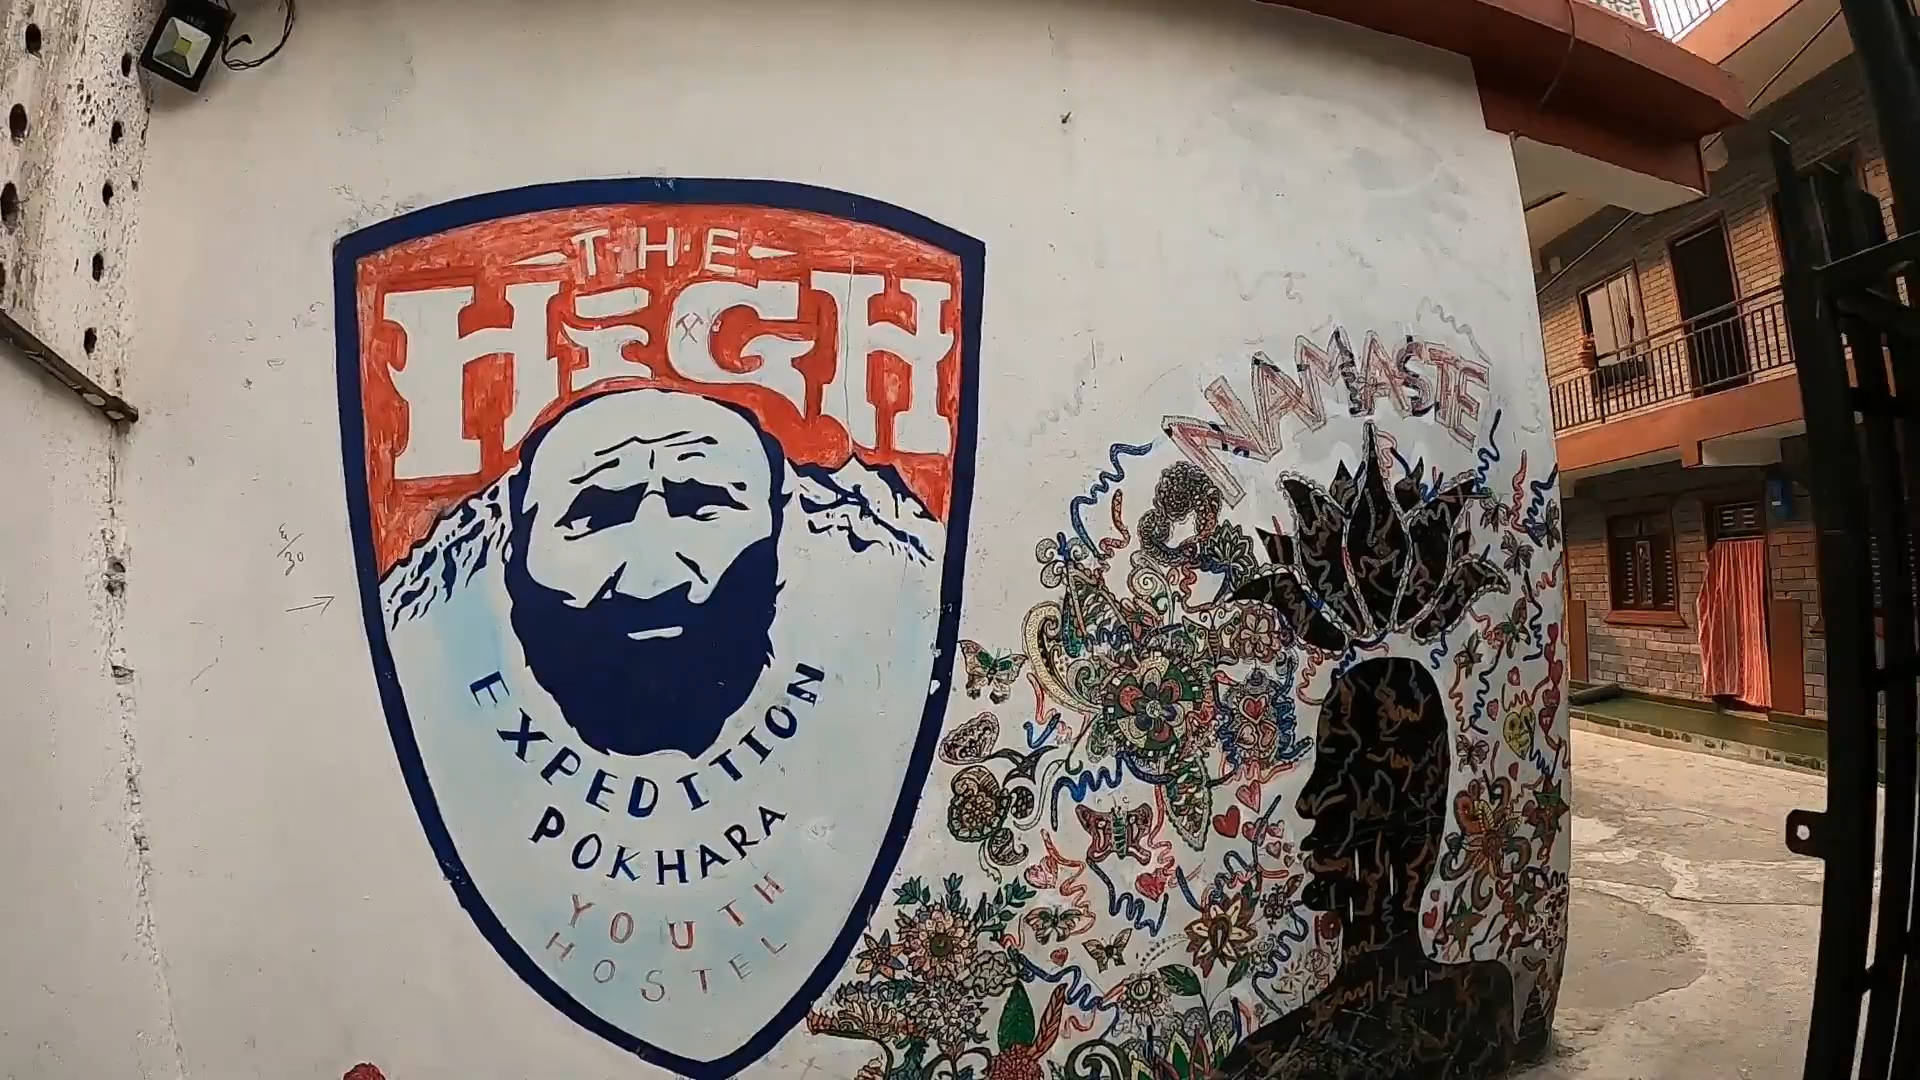 THE
HIGH
EXPEDITION
POKHARA
YOUTH
HOSTEL
NAMASTE